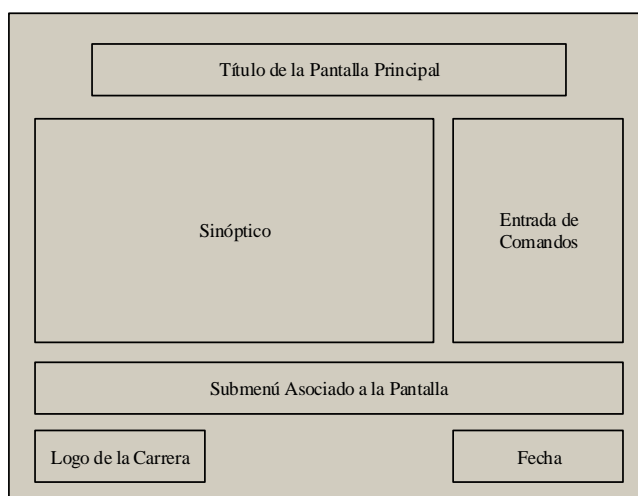 Título de la Pantalla Principal
Sinóptico
Entrada de
Comandos
Submenú Asociado a la Pantalla
Logo de la Carrera
Fecha